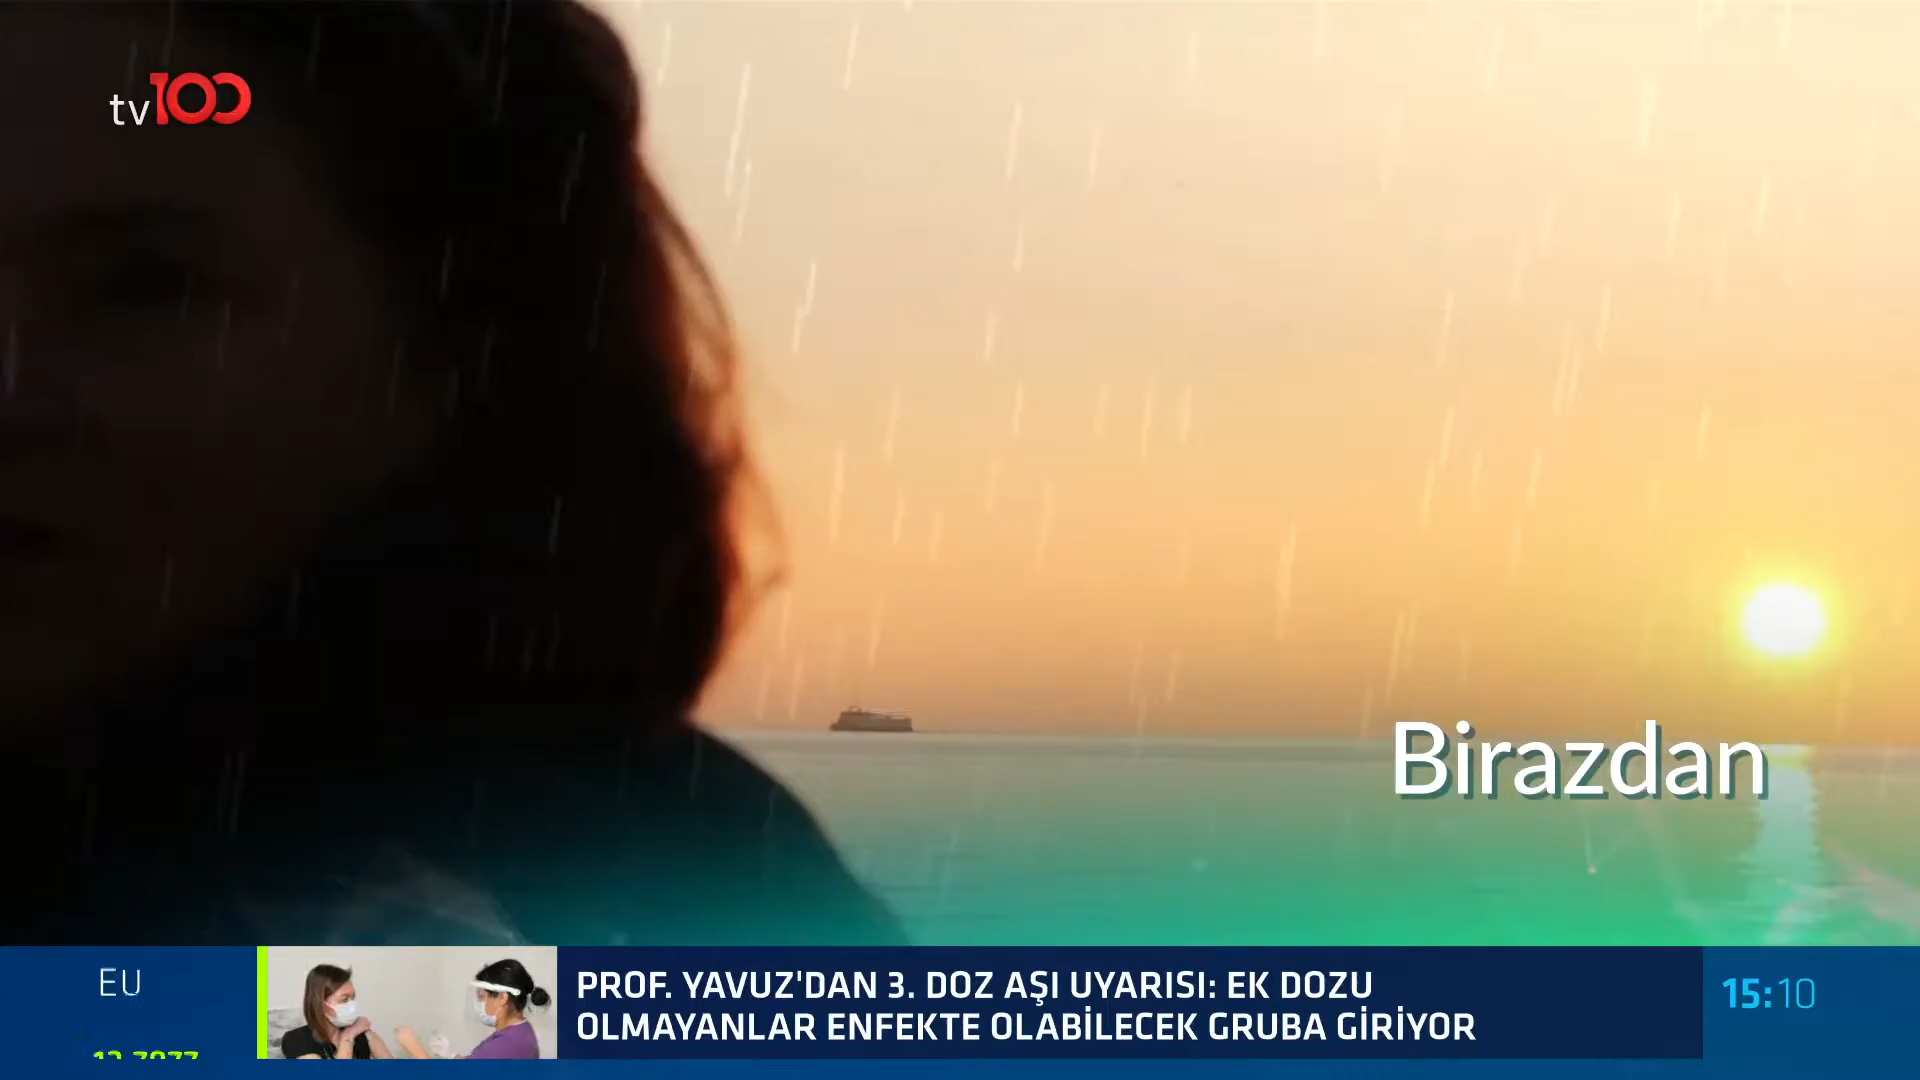 tv100
Birazdan
EU
PROF. YAVUZ'DAN 3. DOZ AŞI UYARISI: EK DOZU
OLMAYANLAR ENFEKTE OLABİLECEK GRUBA GİRİYOR
15:10